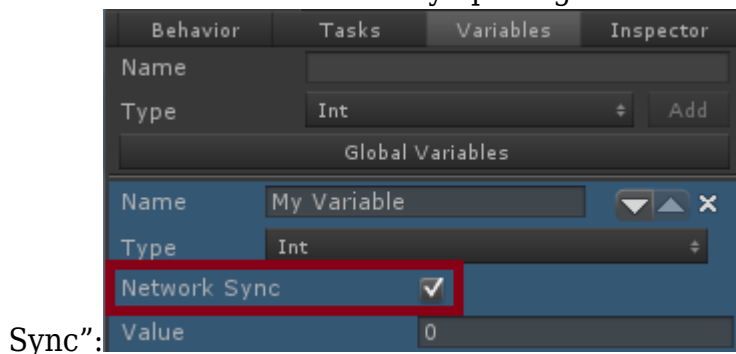 Behavior Tasks Variables Inspector
Name
Type Int Add
Global Variables
Name My Variable
Type Int
Network Sync
Sync”: Value 0